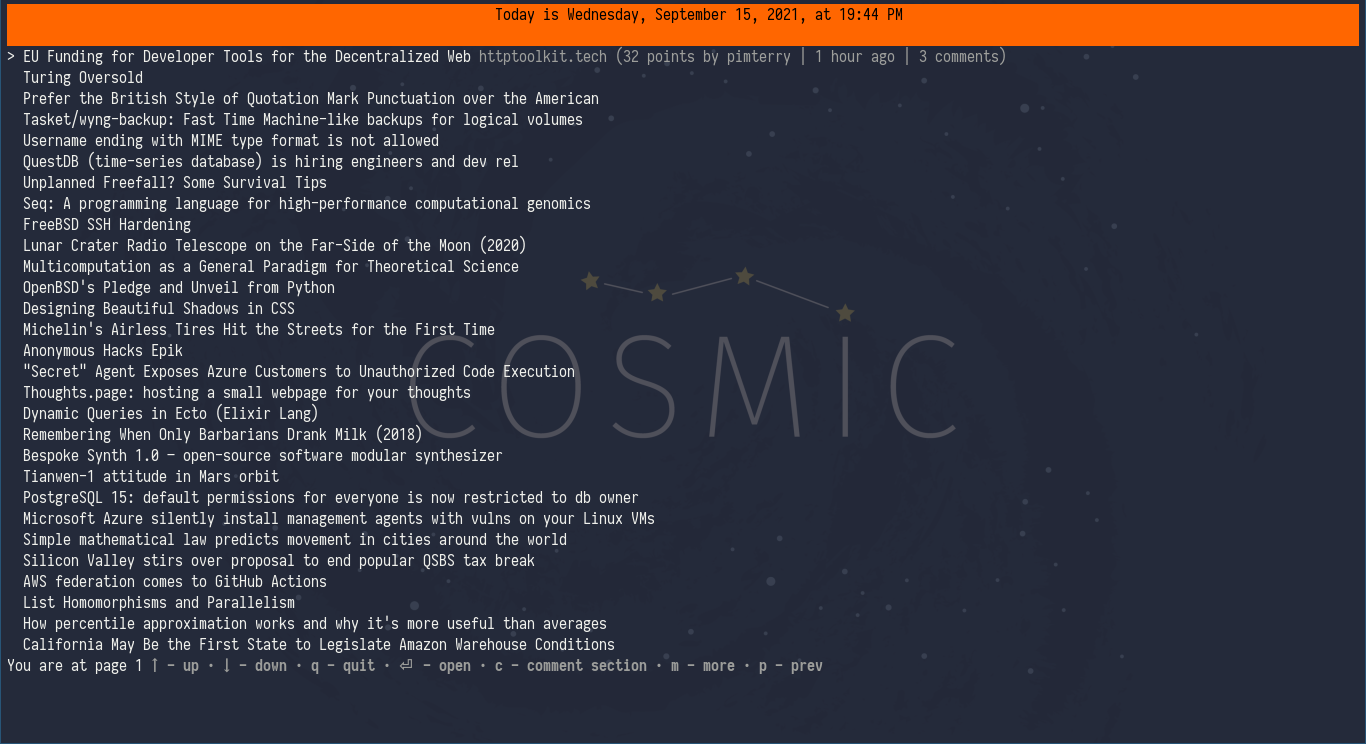 Today is Wednesday, September 15, 2021, at 19:44 PM
> EU Funding for Developer Tools for the Decentralized Web httptoolkit.tech (32 points by pimterry | 1 hour ago | 3 comments)
Turing Oversold
Prefer the British Style of Quotation Mark Punctuation over the American
Tasket/wyng-backup: Fast Time Machine-like backups for logical volumes
Username ending with MIME type format is not allowed
QuestDB (time-series database) is hiring engineers and dev rel
Unplanned Freefall? Some Survival Tips
Seq: A programming language for high-performance computational genomics
FreeBSD SSH Hardening
Lunar Crater Radio Telescope on the Far-Side of the Moon (2020)
Multicomputation as a General Paradigm for Theoretical Science
OpenBSD's Pledge and Unveil from Python
Designing Beautiful Shadows in CSS
Michelin's Airless Tires Hit the Streets for the First Time
Anonymous Hacks Epik
"Secret" Agent Exposes Azure Customers to Unauthorized Code Execution
Thoughts.page: hosting a small webpage for your thoughts
Dynamic Queries in Ecto (Elixir Lang)
Remembering When Only Barbarians Drank Milk (2018)
Bespoke Synth 1.0 – open-source software modular synthesizer
Tianwen-1 attitude in Mars orbit
PostgreSQL 15: default permissions for everyone is now restricted to db owner
Microsoft Azure silently install management agents with vulns on your Linux VMs
Simple mathematical law predicts movement in cities around the world
Silicon Valley stirs over proposal to end popular QSBS tax break
AWS federation comes to GitHub Actions
List Homomorphisms and Parallelism
How percentile approximation works and why it's more useful than averages
California May Be the First State to Legislate Amazon Warehouse Conditions
You are at page 1 ↑ - up · ↓ - down · q - quit · ⏎ - open · c - comment section · m - more · p - prev
COSMIC